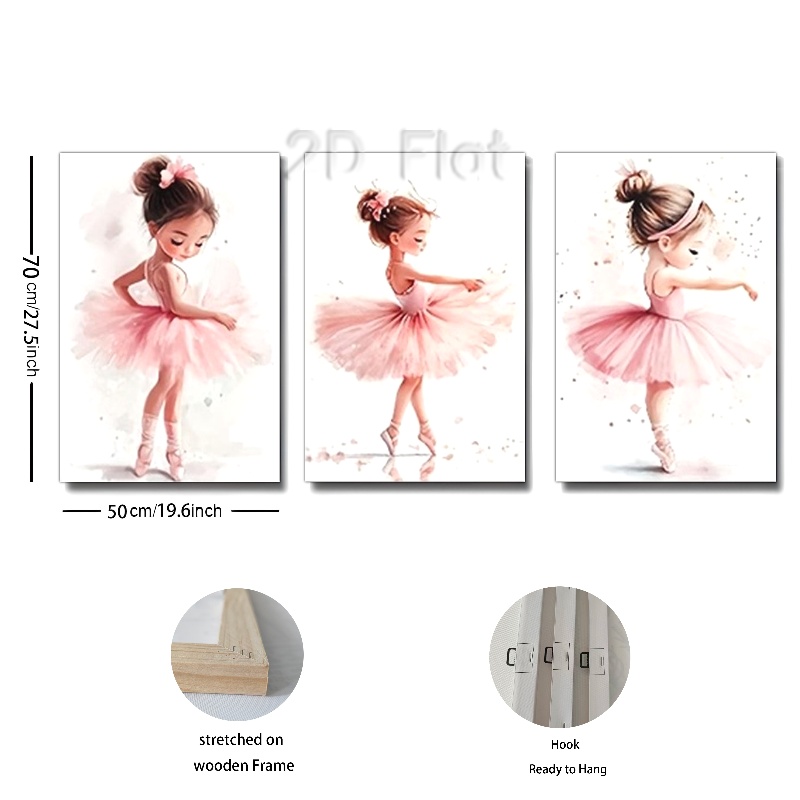 2D Flat
70cm/27.5inch
50cm/19.6inch
stretched on
wooden Frame
Hook
Ready to Hang